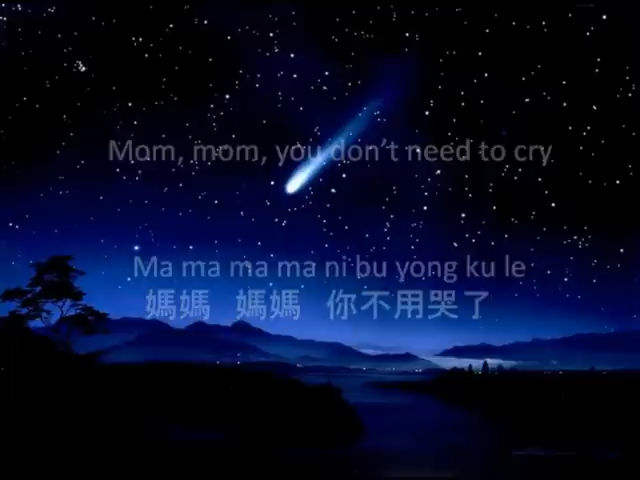 Mom, mom, you don't need to cry
Ma ma ma ma ni bu yong ku le
媽媽 媽媽 你不用哭了